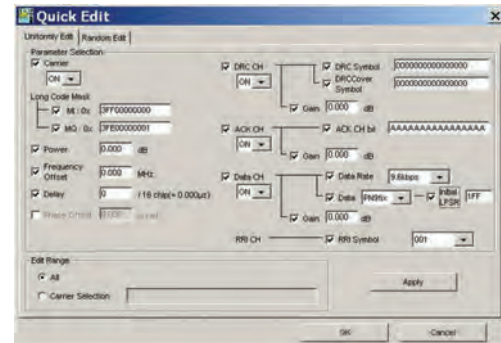 Quick Edit
Uniformly Edit Random Edit
Parameter Selection
Carrier
ON
Long Code Mask
MI : 0x 3FF00000000
MQ : 0x 3FE00000001
Power 0.000 dB
Frequency Offset 0.000 MHz
Delay 0 /16 chip(= 0.000μs)
Phase Offset 0.000
DRC CH
ON
DRC Symbol 0000000000000000
DRCCover Symbol 0000000000000000
Gain 0.000 dB
ACK CH
ON
ACK CH bit AAAAAAAAAAAAAAAA
Gain 0.000 dB
Data CH
ON
Data Rate 9.6kbps
Data PN9fix Initial LFSR 1FF
Gain 0.000 dB
RRI CH RRI Symbol 001
Edit Range
All
Carrier Selection
Apply
OK Cancel